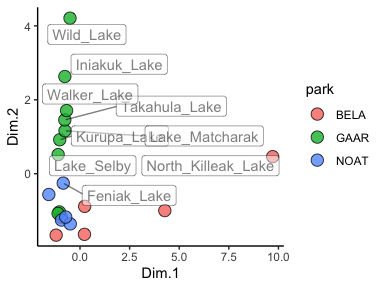 Wild_Lake
Iniakuk_Lake
Walker_Lake
Takahula_Lake
Kurupa_Lake
Lake_Matcharak
Lake_Selby
North_Killeak_Lake
Feniak_Lake
4
2
0
Dim.2
0.0
2.5
5.0
7.5
10.0
Dim.1
park
BELA
GAAR
NOAT